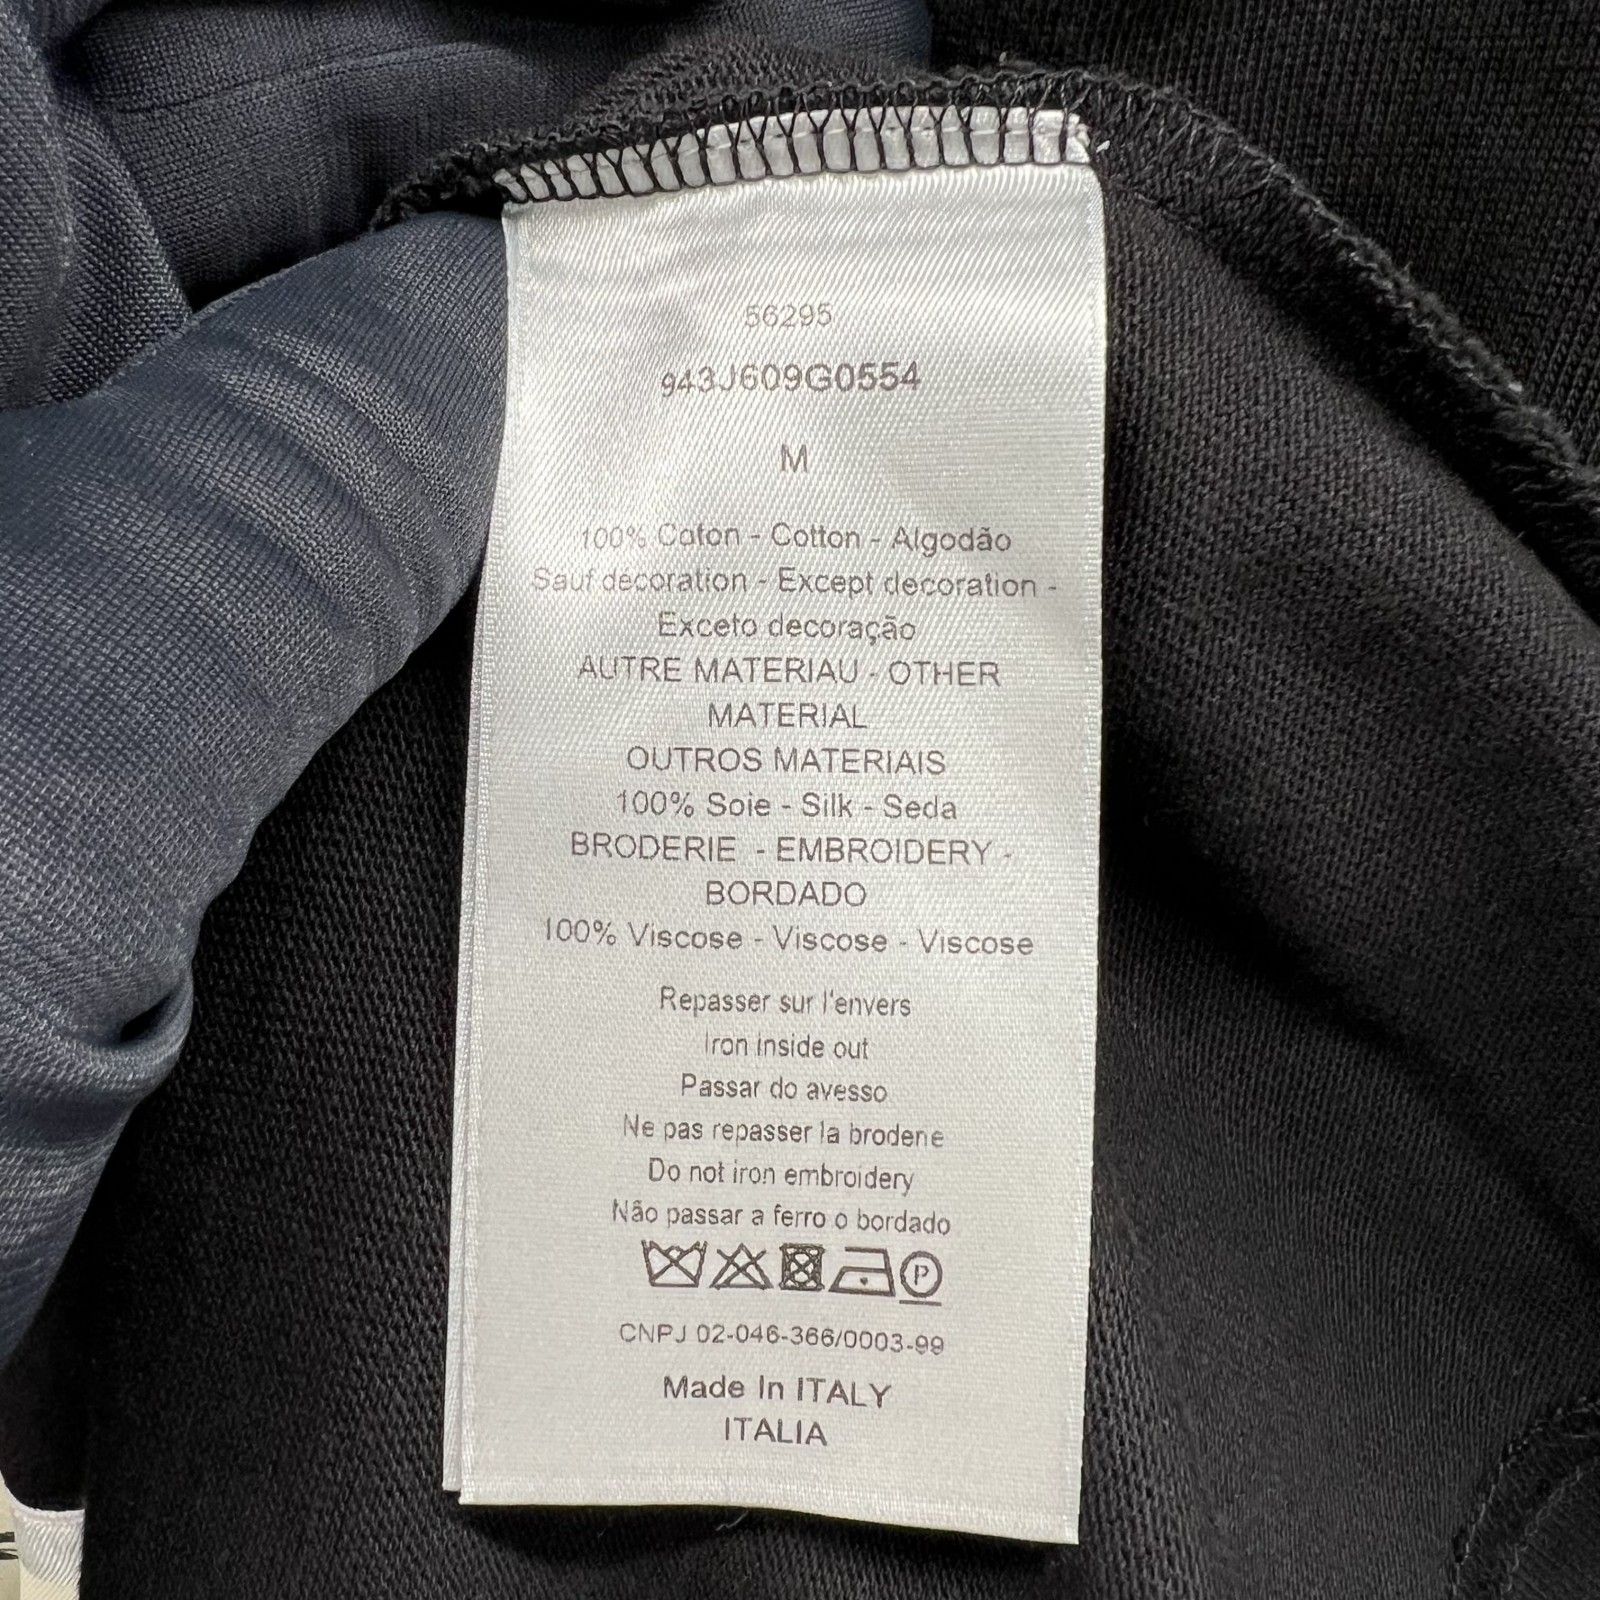 56295
943J609G0554
M
100% Coton - Cotton - Algodão
Sauf decoration - Except decoration -
Exceto decoração
AUTRE MATERIAU - OTHER
MATERIAL
OUTROS MATERIAIS
100% Soie - Silk - Seda
BRODERIE - EMBROIDERY -
BORDADO
100% Viscose - Viscose - Viscose
Repasser sur l'envers
Iron inside out
Passar do avesso
Ne pas repasser la broderie
Do not iron embroidery
Não passar a ferro o bordado
P
CNPJ 02-046-366/0003-99
Made In ITALY
ITALIA